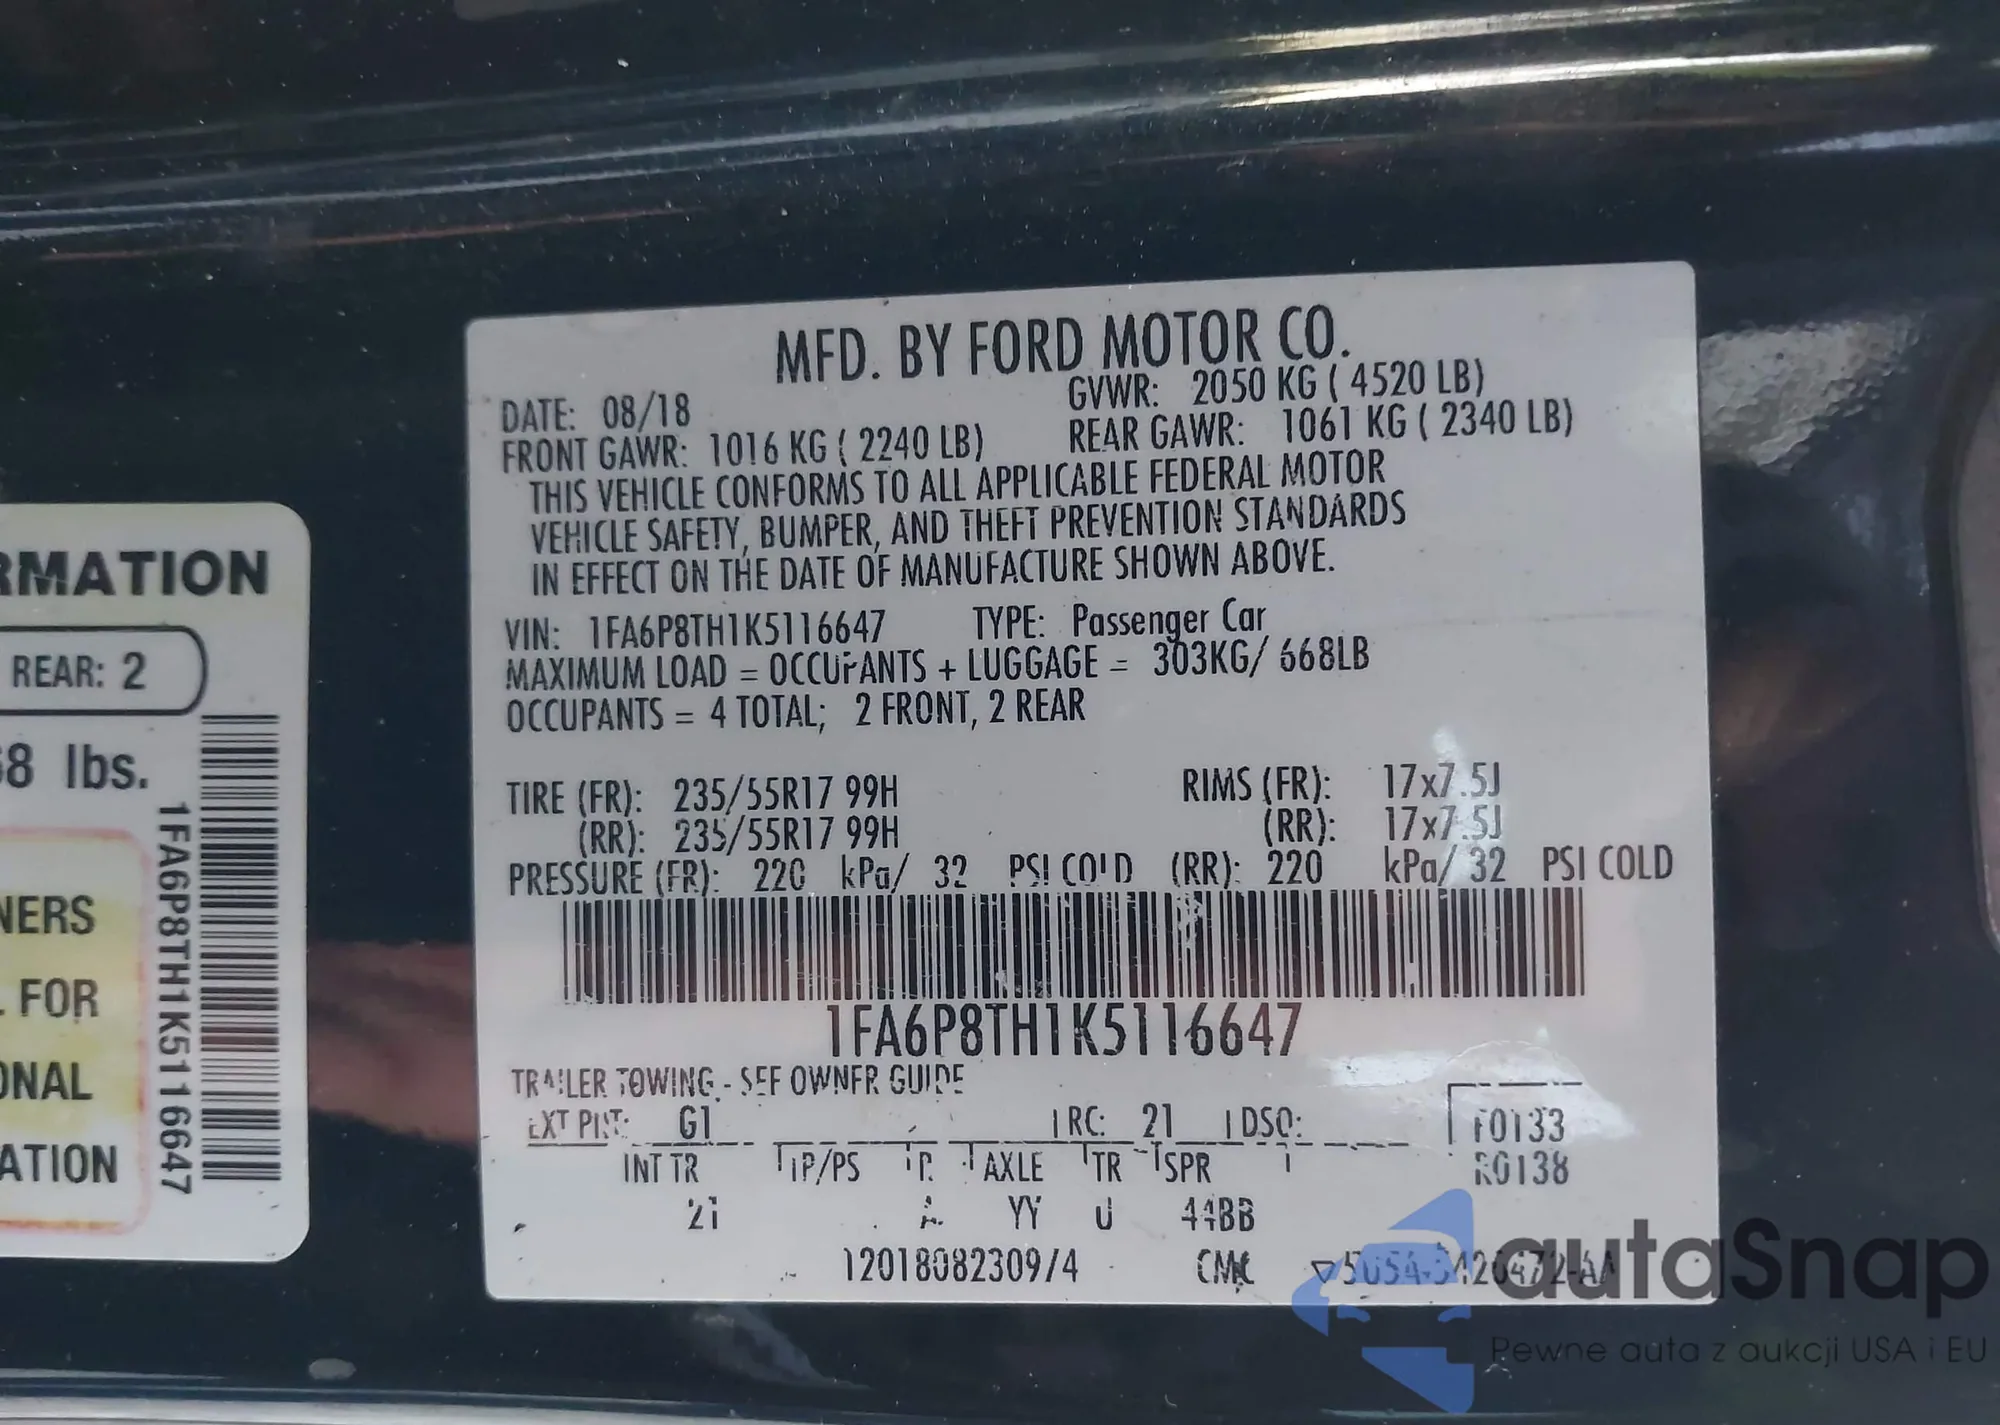 MFD. BY FORD MOTOR CO.
DATE: 08/18 GVWR: 2050 KG ( 4520 LB)
FRONT GAWR: 1016 KG ( 2240 LB) REAR GAWR: 1061 KG ( 2340 LB)
THIS VEHICLE CONFORMS TO ALL APPLICABLE FEDERAL MOTOR
VEHICLE SAFETY, BUMPER, AND THEFT PREVENTION STANDARDS
IN EFFECT ON THE DATE OF MANUFACTURE SHOWN ABOVE.
VIN: 1FA6P8TH1K5116647 TYPE: Passenger Car
MAXIMUM LOAD = OCCUPANTS + LUGGAGE = 303KG/ 668LB
OCCUPANTS = 4 TOTAL; 2 FRONT, 2 REAR
TIRE (FR): 235/55R17 99H RIMS (FR): 17x7.5J
(RR): 235/55R17 99H (RR): 17x7.5J
PRESSURE (FR): 220 kPa/ 32 PSI COLD (RR): 220 kPa/ 32 PSI COLD
1FA6P8TH1K5116647
TRAILER TOWING - SEE OWNER GUIDE
EXT PNT: G1 RC: 21 DSO: F0133
INT TR TP/PS R AXLE TR SPR R0138
21 A YY U 44BB
12018082309/4 CMC
RMATION
REAR: 2
68 lbs.
1FA6P8TH1K5116647
NERS
L FOR
ONAL
ATION
autaSnap
Pewne auta z aukcji USA i EU